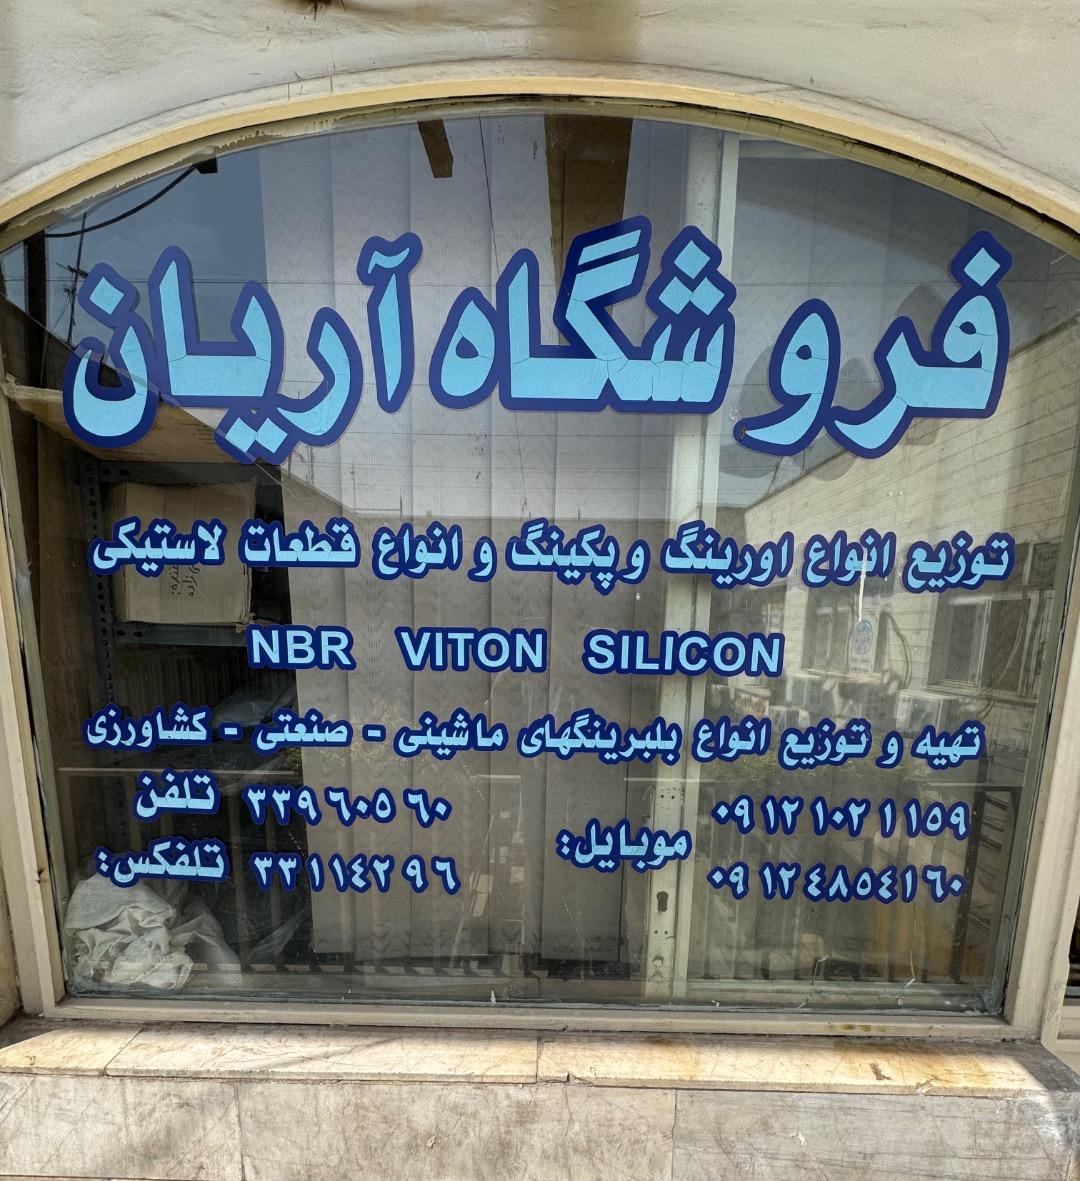 فروشگاه آریان
توزیع انواع اورینگ و پکینگ و انواع قطعات لاستیکی
NBR VITON SILICON
تهیه و توزیع انواع بلبرینگهای ماشینی - صنعتی - کشاورزی
موبایل: ۰۹۱۲۱۰۲۱۱۵۹
۰۹۱۲۴۸۵۴۱۶۰
تلفن ۳۳۹۶۰۵۶۰
تلفکس: ۳۳۱۱۴۲۹۶